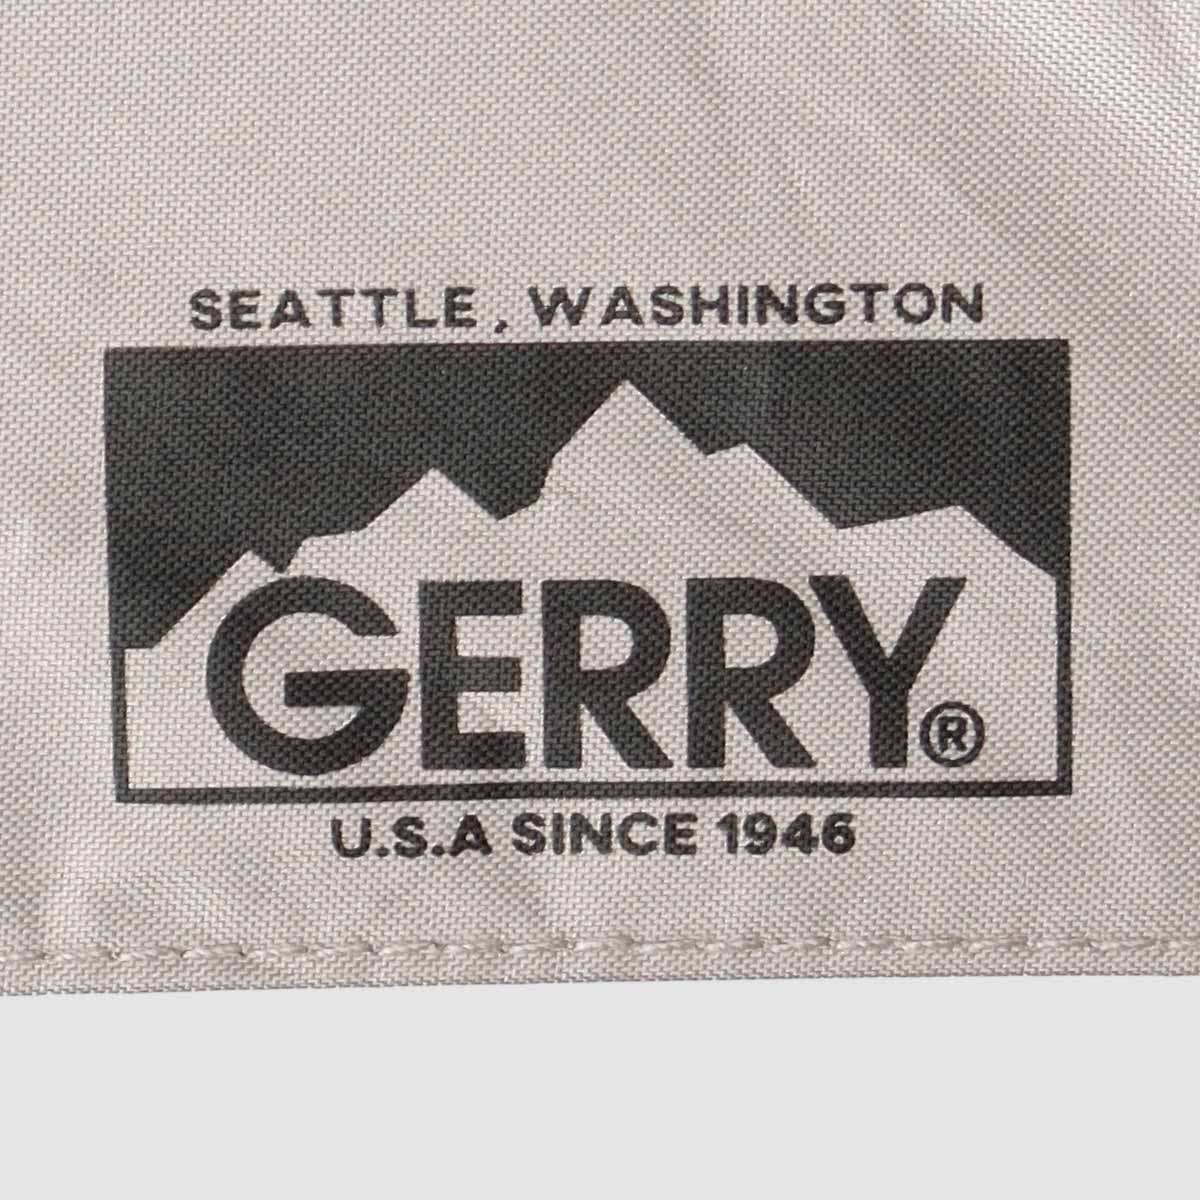 SEATTLE, WASHINGTON
GERRY®
U.S.A SINCE 1946